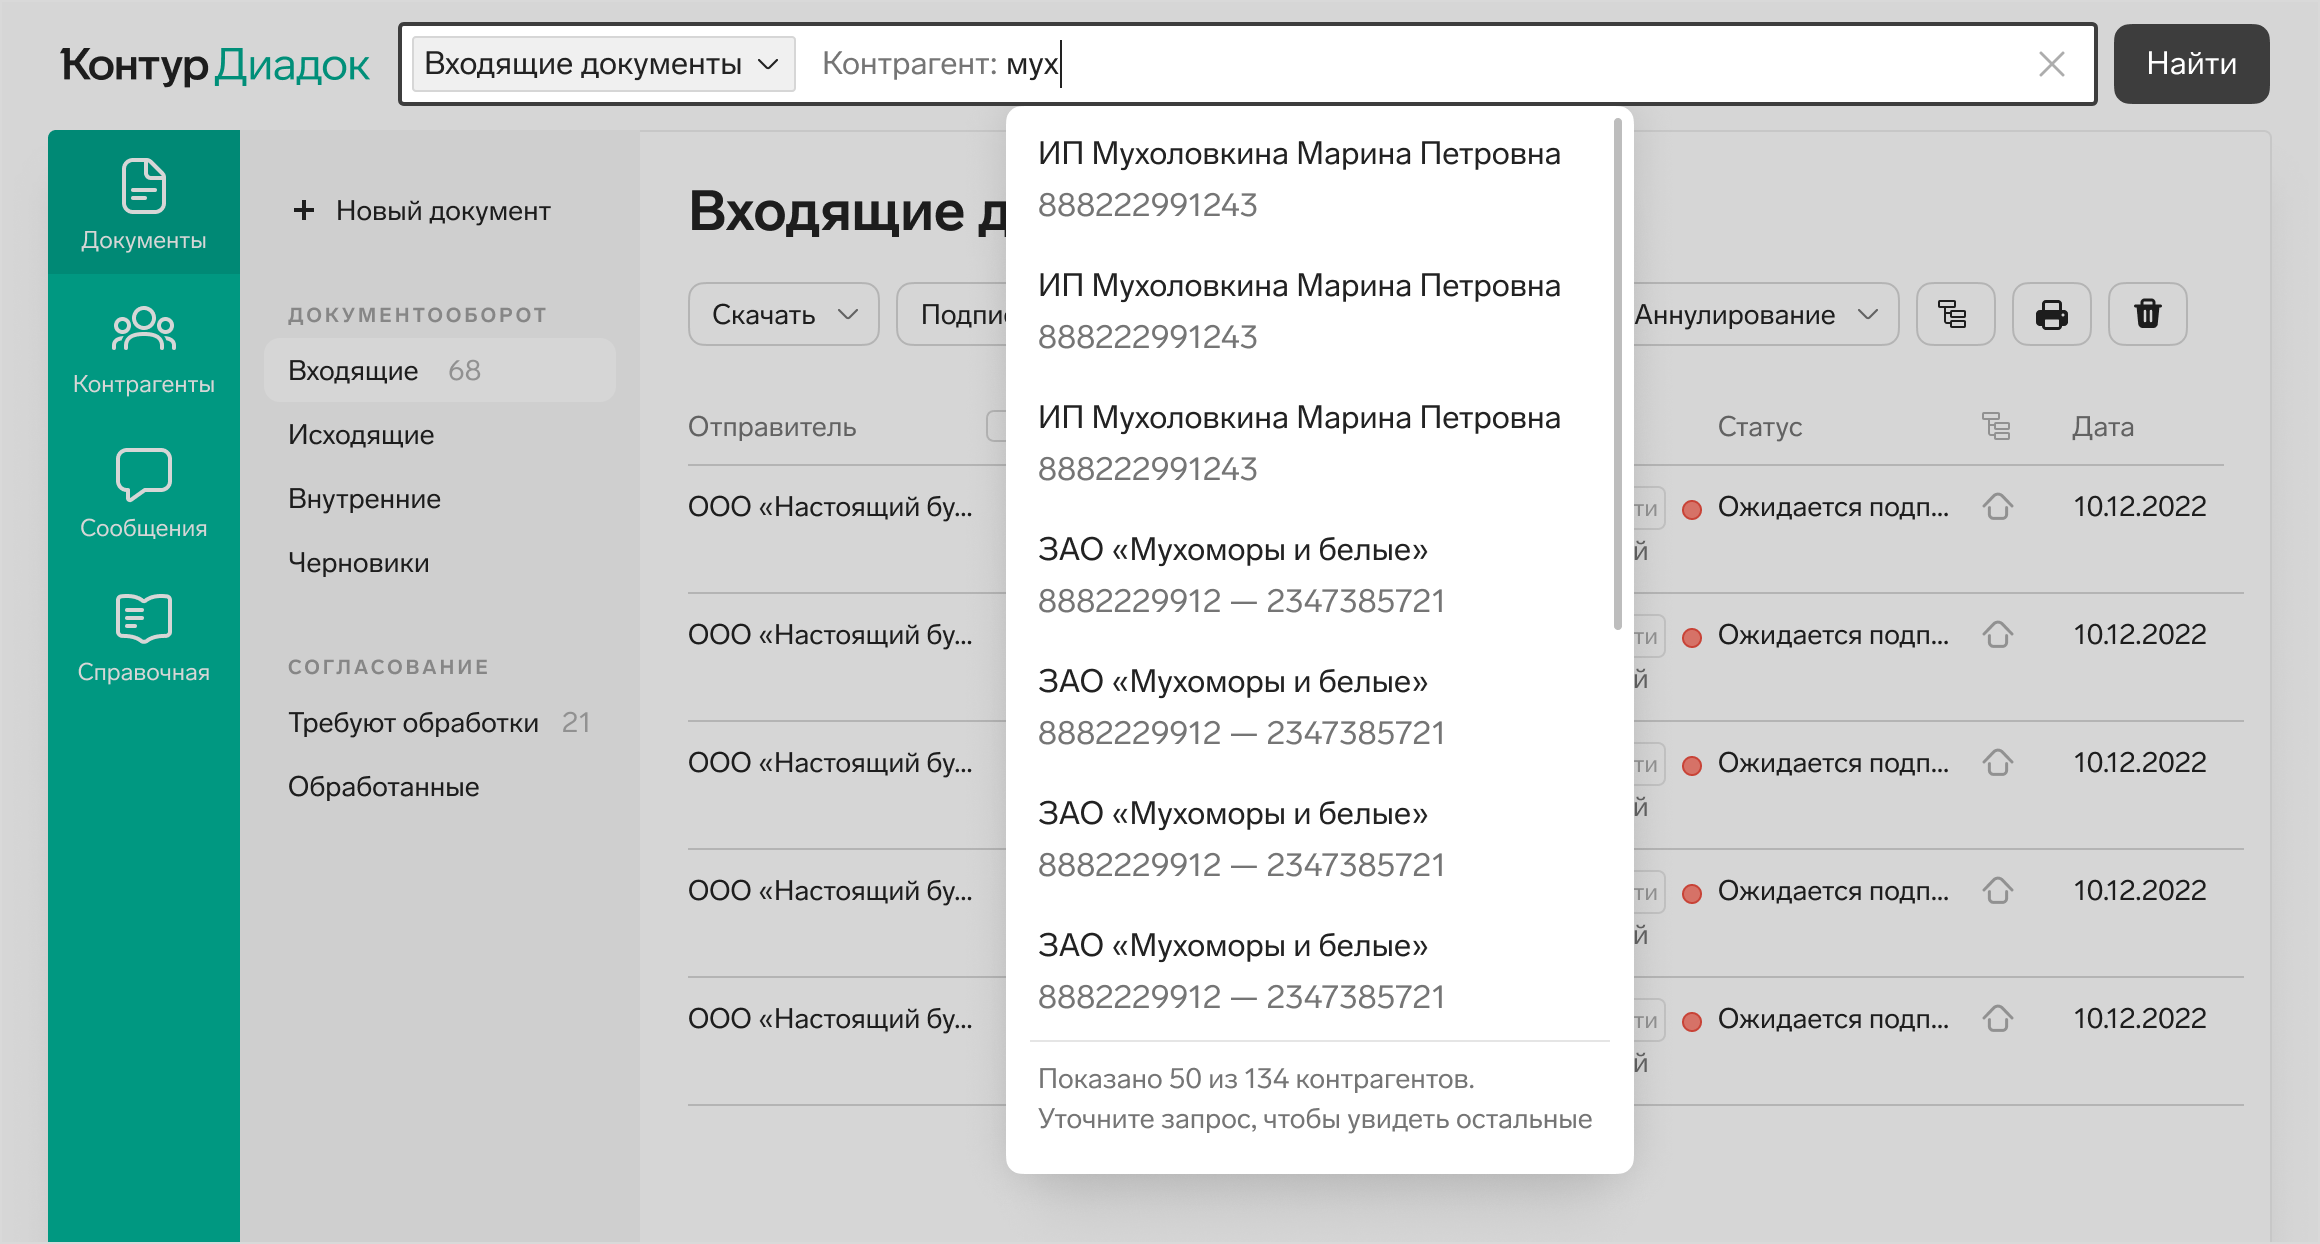 Контур Диадок
Входящие документы
Контрагент: мух
Найти
Документы
Контрагенты
Сообщения
Справочная
Новый документ
ДОКУМЕНТООБОРОТ
Входящие 68
Исходящие
Внутренние
Черновики
СОГЛАСОВАНИЕ
Требуют обработки 21
Обработанные
Входящие
Скачать
Аннулирование
Отправитель
Статус
Дата
ООО «Настоящий бу...
ти
Ожидается подп...
10.12.2022
й
ООО «Настоящий бу...
ти
Ожидается подп...
10.12.2022
й
ООО «Настоящий бу...
ти
Ожидается подп...
10.12.2022
й
ООО «Настоящий бу...
ти
Ожидается подп...
10.12.2022
й
ООО «Настоящий бу...
ти
Ожидается подп...
10.12.2022
й
ИП Мухоловкина Марина Петровна
888222991243
ИП Мухоловкина Марина Петровна
888222991243
ИП Мухоловкина Марина Петровна
888222991243
ЗАО «Мухоморы и белые»
8882229912 — 2347385721
ЗАО «Мухоморы и белые»
8882229912 — 2347385721
ЗАО «Мухоморы и белые»
8882229912 — 2347385721
ЗАО «Мухоморы и белые»
8882229912 — 2347385721
Показано 50 из 134 контрагентов.
Уточните запрос, чтобы увидеть остальные